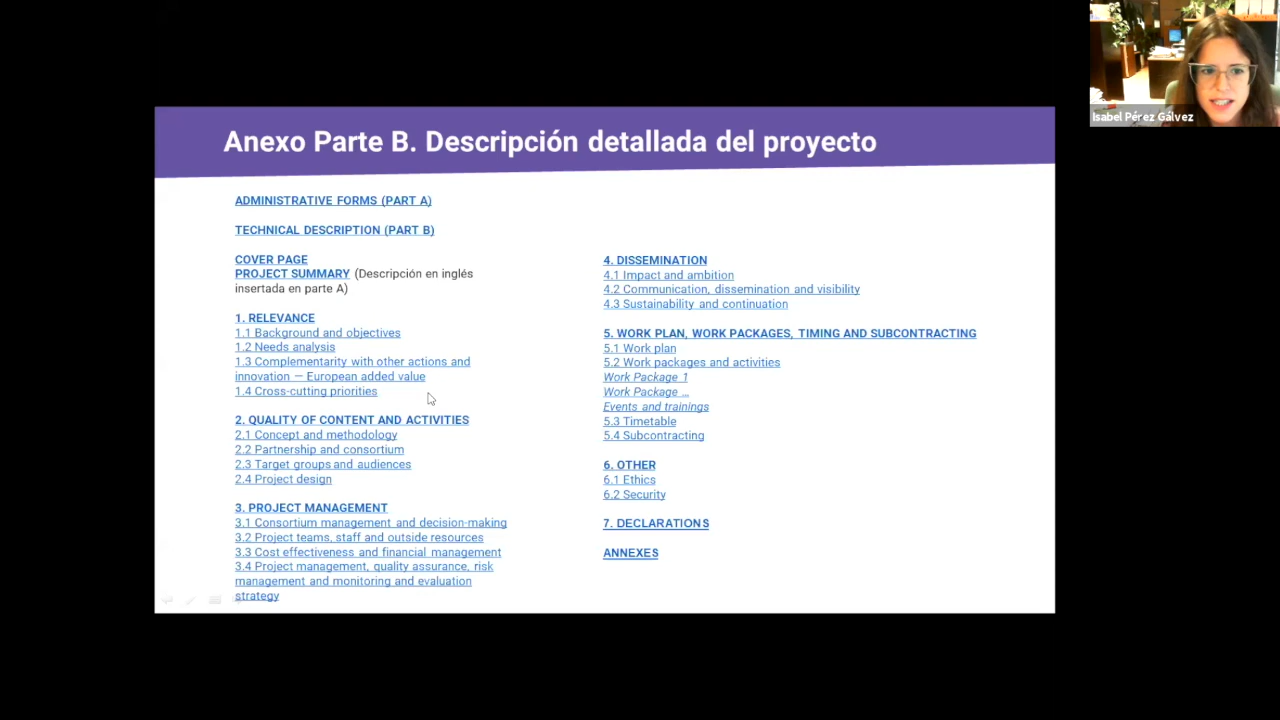 Isabel Pérez Gálvez
Anexo Parte B. Descripción detallada del proyecto
ADMINISTRATIVE FORMS (PART A)
TECHNICAL DESCRIPTION (PART B)
COVER PAGE
PROJECT SUMMARY (Descripción en inglés
insertada en parte A)
1. RELEVANCE
1.1 Background and objectives
1.2 Needs analysis
1.3 Complementarity with other actions and
innovation — European added value
1.4 Cross-cutting priorities
2. QUALITY OF CONTENT AND ACTIVITIES
2.1 Concept and methodology
2.2 Partnership and consortium
2.3 Target groups and audiences
2.4 Project design
3. PROJECT MANAGEMENT
3.1 Consortium management and decision-making
3.2 Project teams, staff and outside resources
3.3 Cost effectiveness and financial management
3.4 Project management, quality assurance, risk
management and monitoring and evaluation
strategy
4. DISSEMINATION
4.1 Impact and ambition
4.2 Communication, dissemination and visibility
4.3 Sustainability and continuation
5. WORK PLAN, WORK PACKAGES, TIMING AND SUBCONTRACTING
5.1 Work plan
5.2 Work packages and activities
Work Package 1
Work Package ...
Events and trainings
5.3 Timetable
5.4 Subcontracting
6. OTHER
6.1 Ethics
6.2 Security
7. DECLARATIONS
ANNEXES